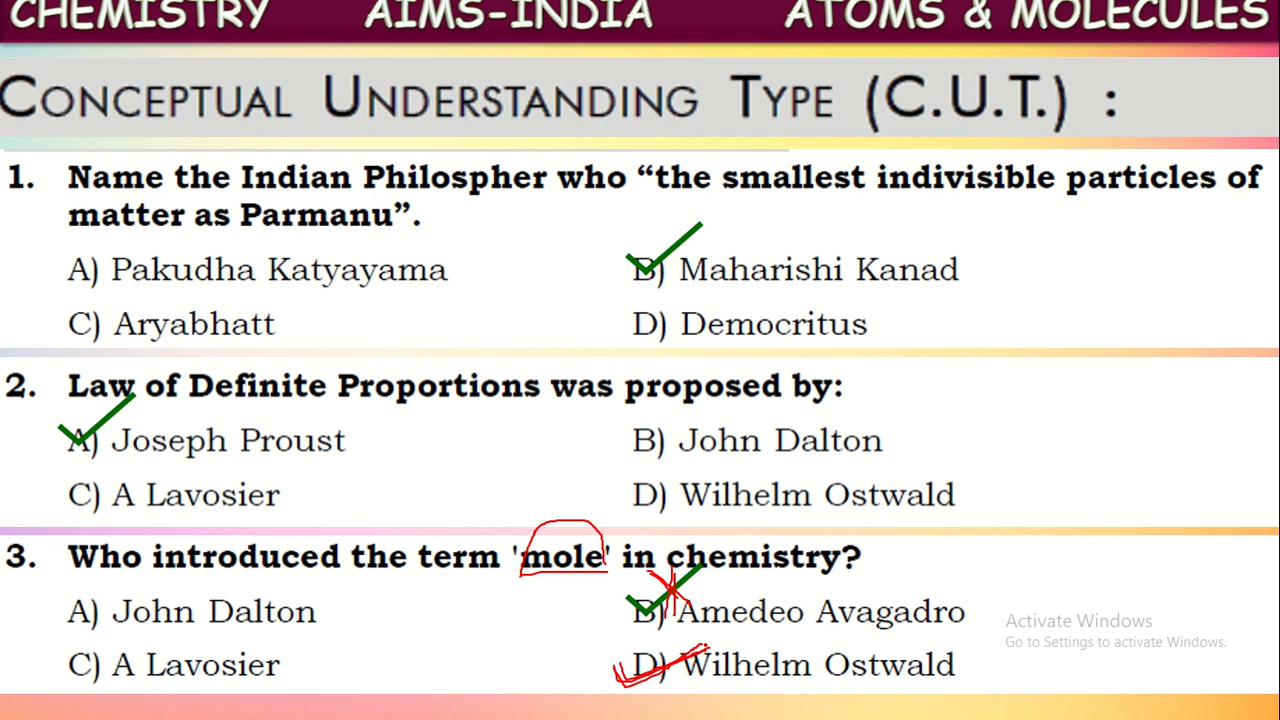 CHEMISTRY AIMS-INDIA ATOMS & MOLECULES
CONCEPTUAL UNDERSTANDING TYPE (C.U.T.) :
1. Name the Indian Philospher who “the smallest indivisible particles of
matter as Parmanu”.
A) Pakudha Katyayama B) Maharishi Kanad
C) Aryabhatt D) Democritus
2. Law of Definite Proportions was proposed by:
A) Joseph Proust B) John Dalton
C) A Lavosier D) Wilhelm Ostwald
3. Who introduced the term 'mole' in chemistry?
A) John Dalton B) Amedeo Avagadro
C) A Lavosier D) Wilhelm Ostwald
Activate Windows
Go to Settings to activate Windows.